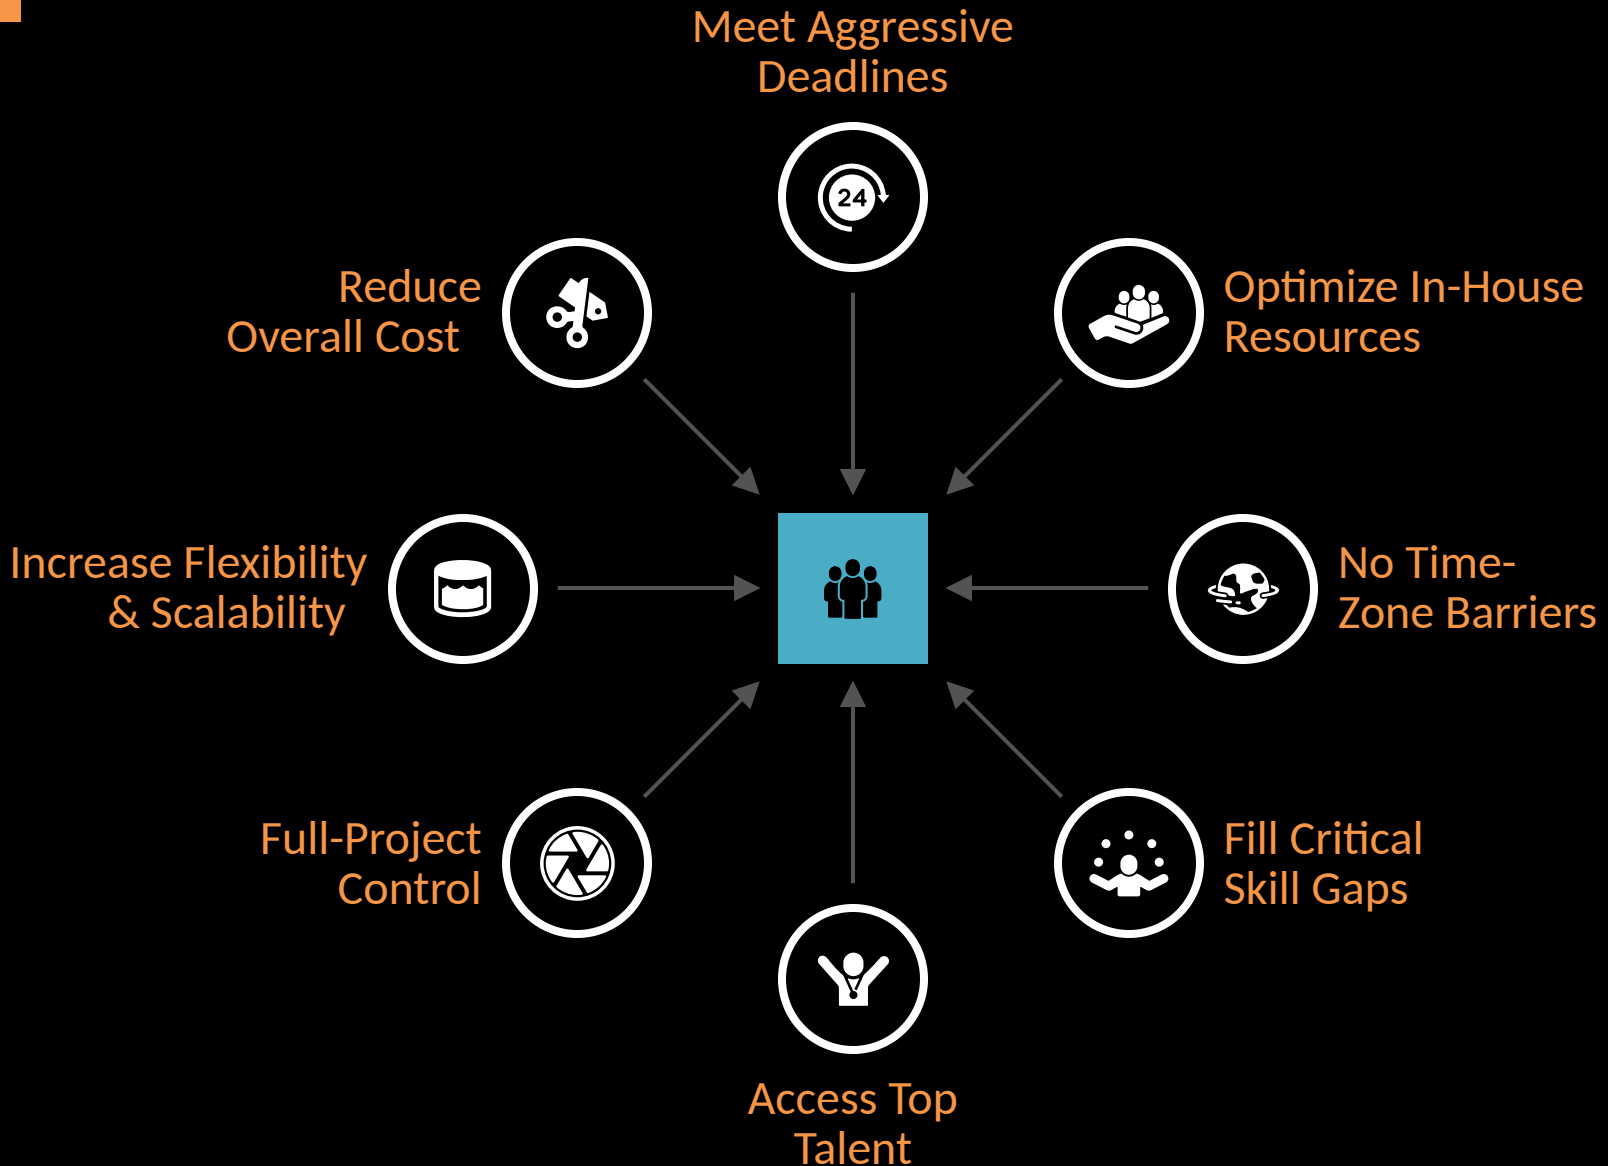 Meet Aggressive
Deadlines
24
Reduce
Overall Cost
Optimize In-House
Resources
Increase Flexibility
& Scalability
No Time-
Zone Barriers
Full-Project
Control
Fill Critical
Skill Gaps
Access Top
Talent